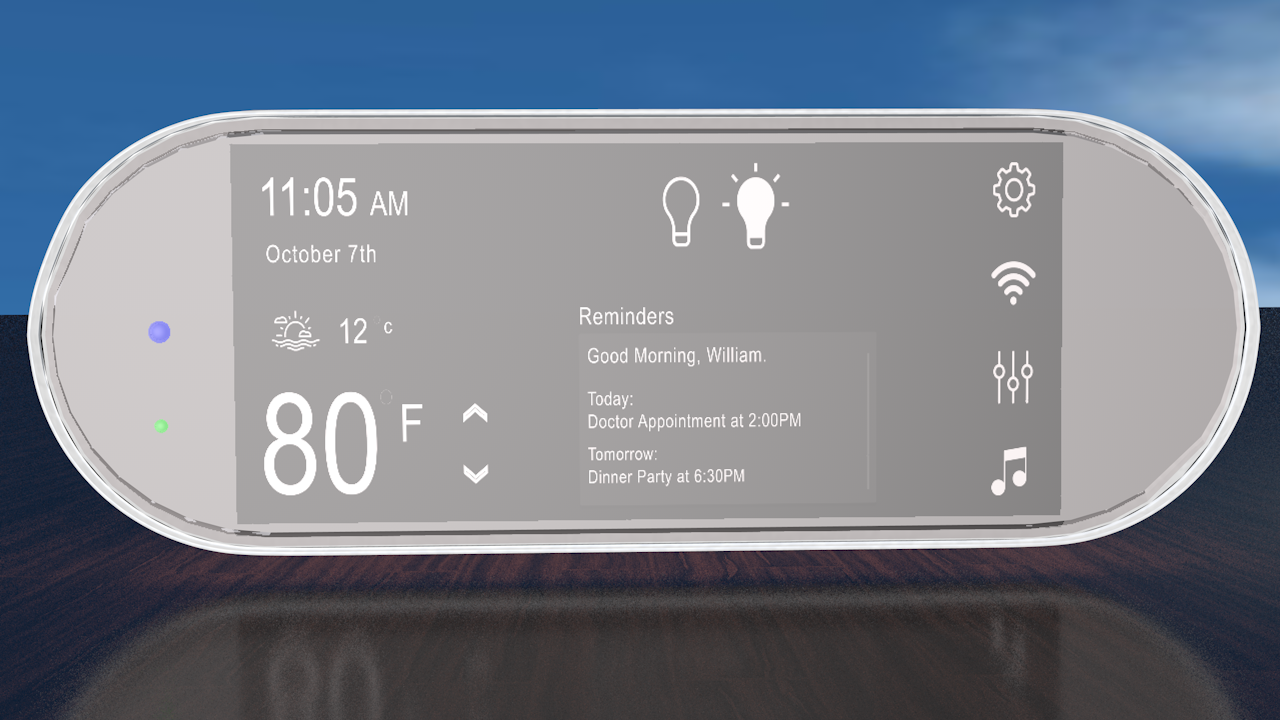 11:05 AM
October 7th
12 °c
80 °F
Reminders
Good Morning, William.
Today:
Doctor Appointment at 2:00PM
Tomorrow:
Dinner Party at 6:30PM